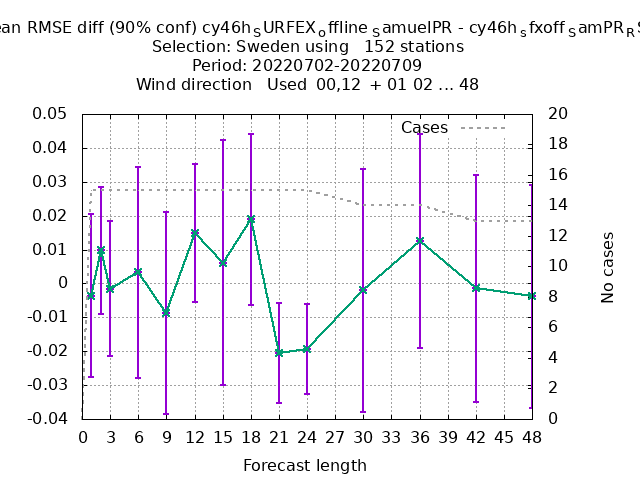 ean RMSE diff (90% conf) cy46h_SURFEX_offline_SamuelPR - cy46h_sfxoff_SamPR_RS
Selection: Sweden using 152 stations
Period: 20220702-20220709
Wind direction Used 00,12 + 01 02 ... 48
Cases
0.05
0.04
0.03
0.02
0.01
0
-0.01
-0.02
-0.03
-0.04
20
18
16
14
12
10
8
6
4
2
0
No cases
0 3 6 9 12 15 18 21 24 27 30 33 36 39 42 45 48
Forecast length